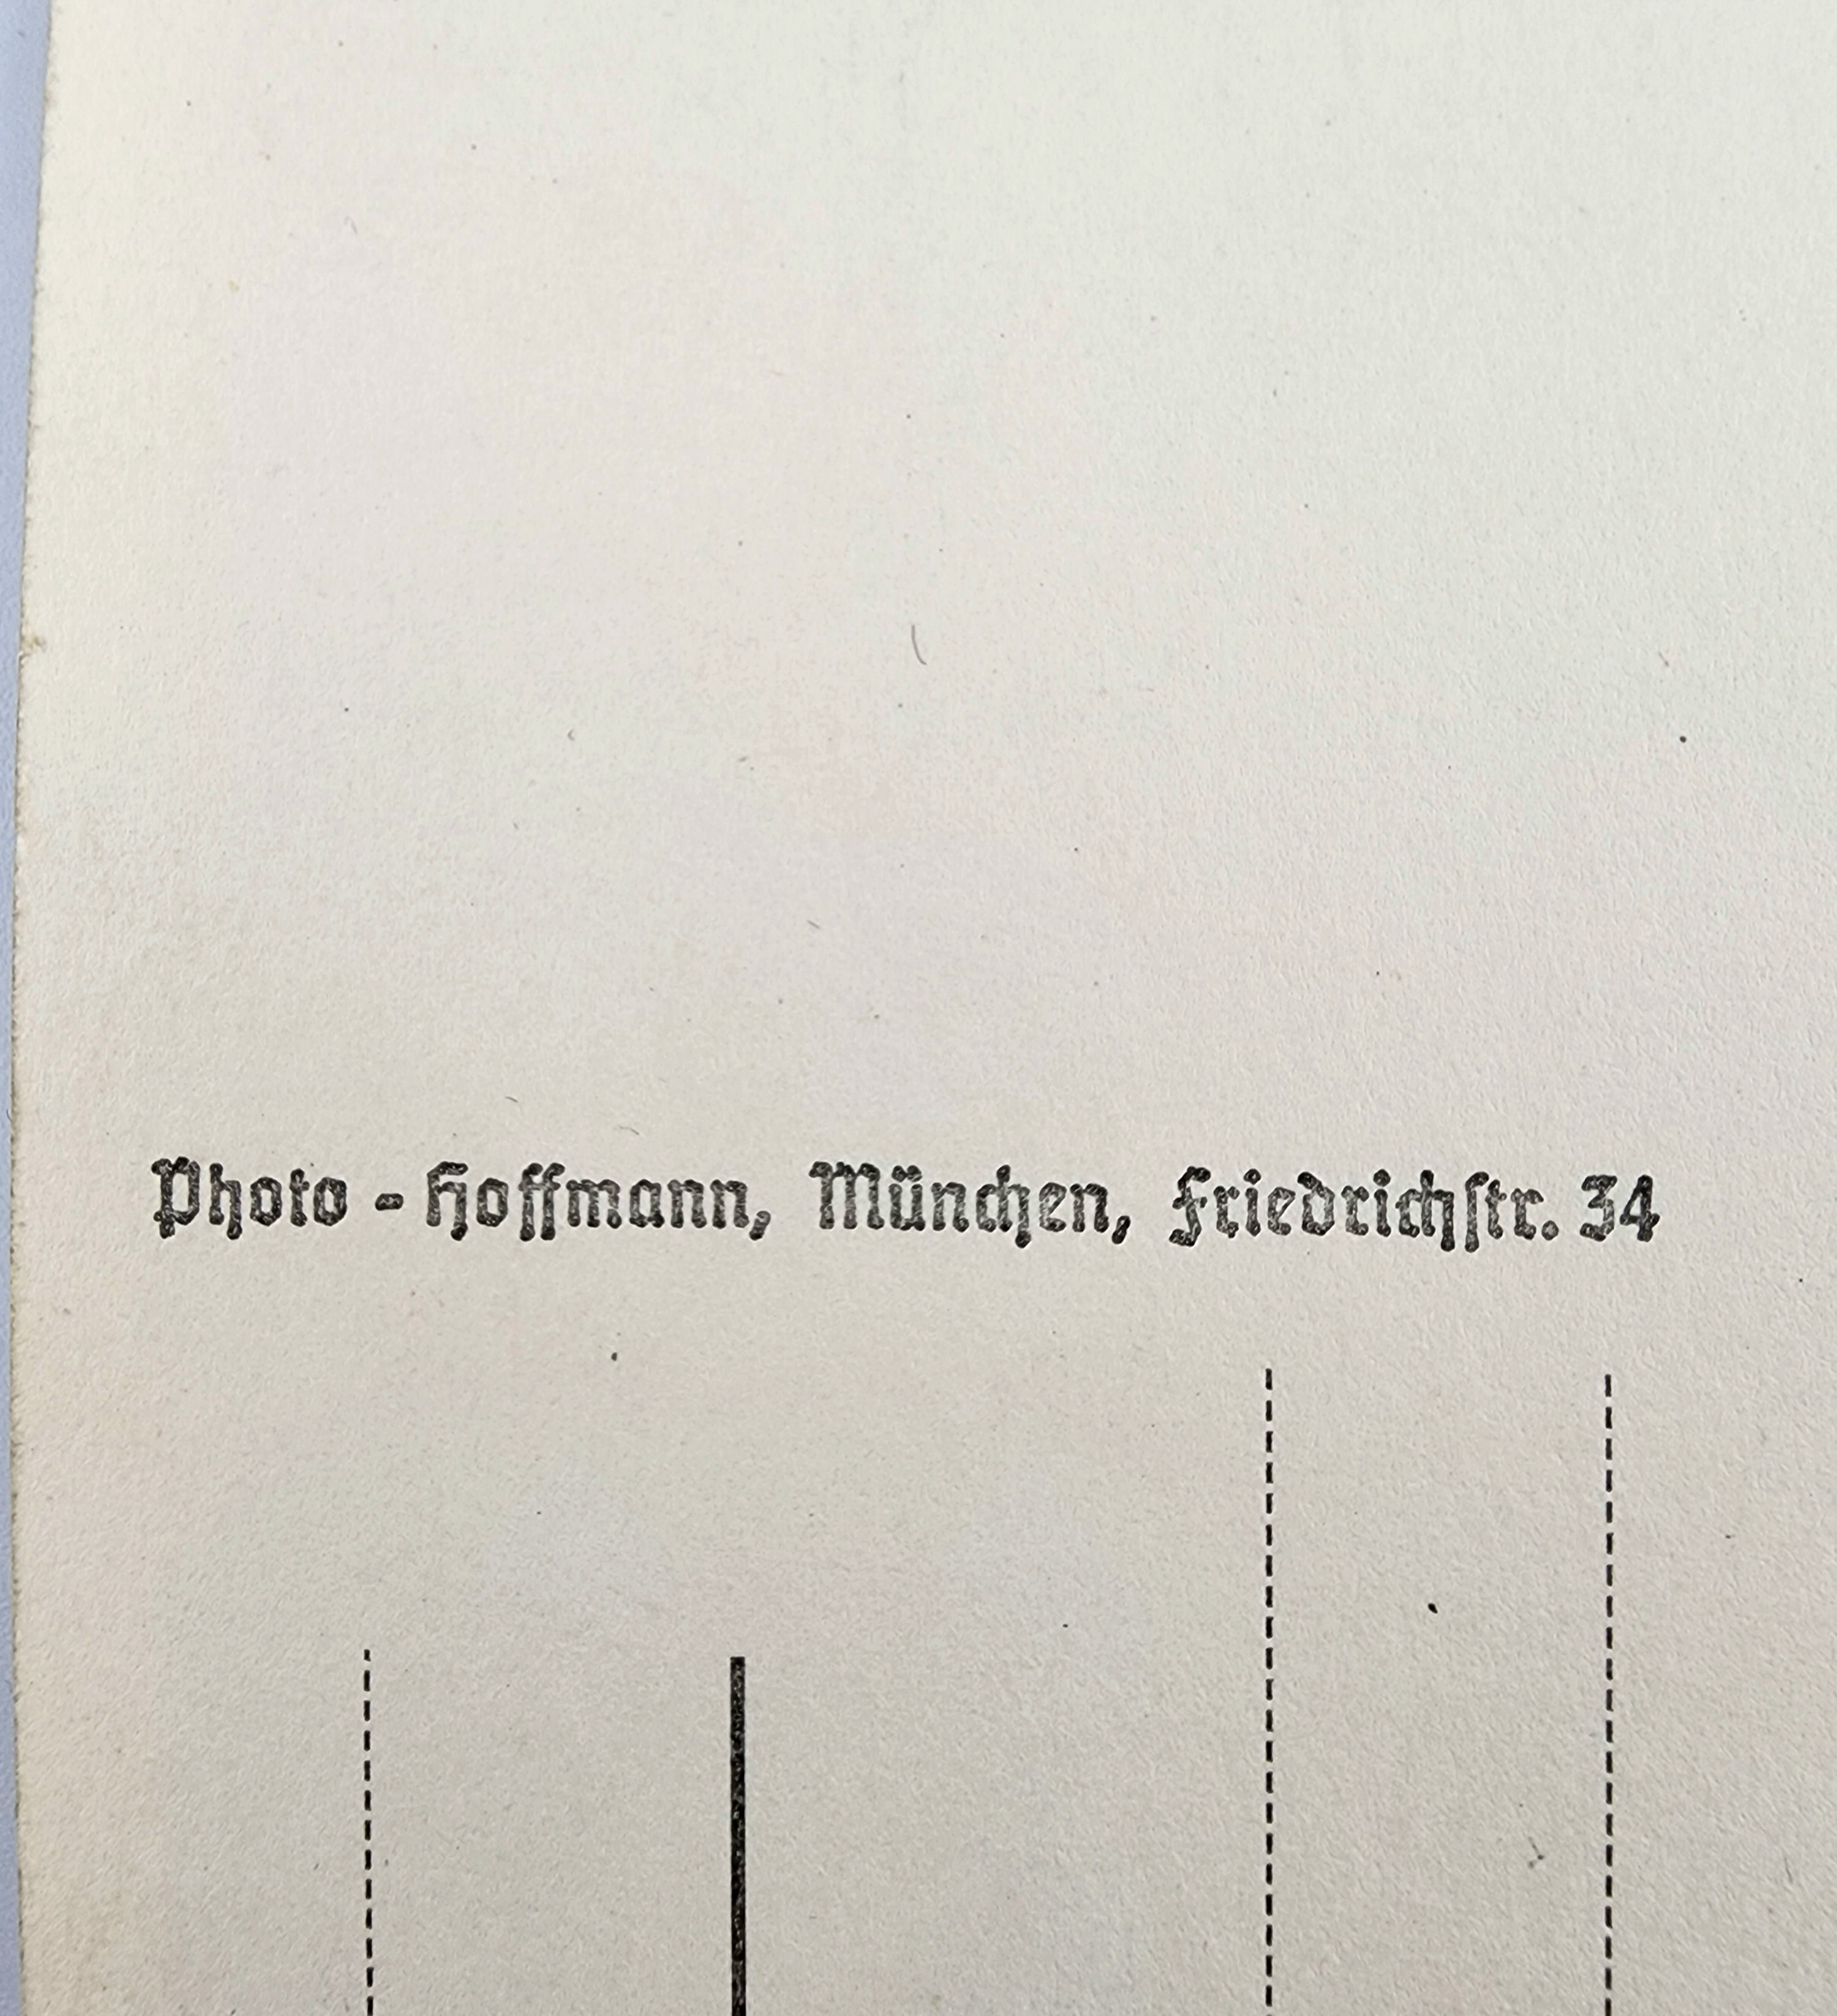 Photo - Hoffmann, München, Friedrichstr. 34